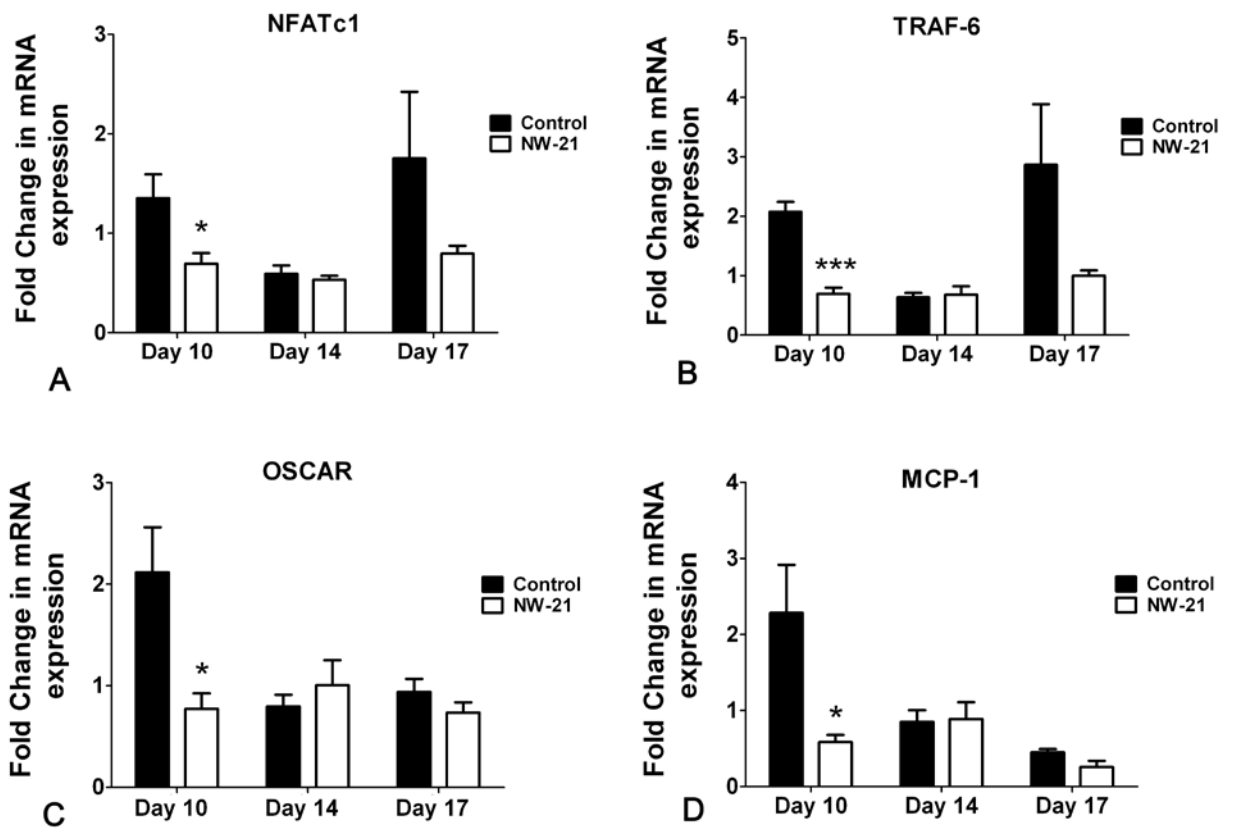 NFATc1
Fold Change in mRNA
expression
3
2
1
0
*
Day 10 Day 14 Day 17
Control
NW-21
A
TRAF-6
Fold Change in mRNA
expression
5
4
3
2
1
0
***
Day 10 Day 14 Day 17
Control
NW-21
B
OSCAR
Fold Change in mRNA
expression
3
2
1
0
*
Day 10 Day 14 Day 17
Control
NW-21
C
MCP-1
Fold Change in mRNA
expression
4
3
2
1
0
*
Day 10 Day 14 Day 17
Control
NW-21
D